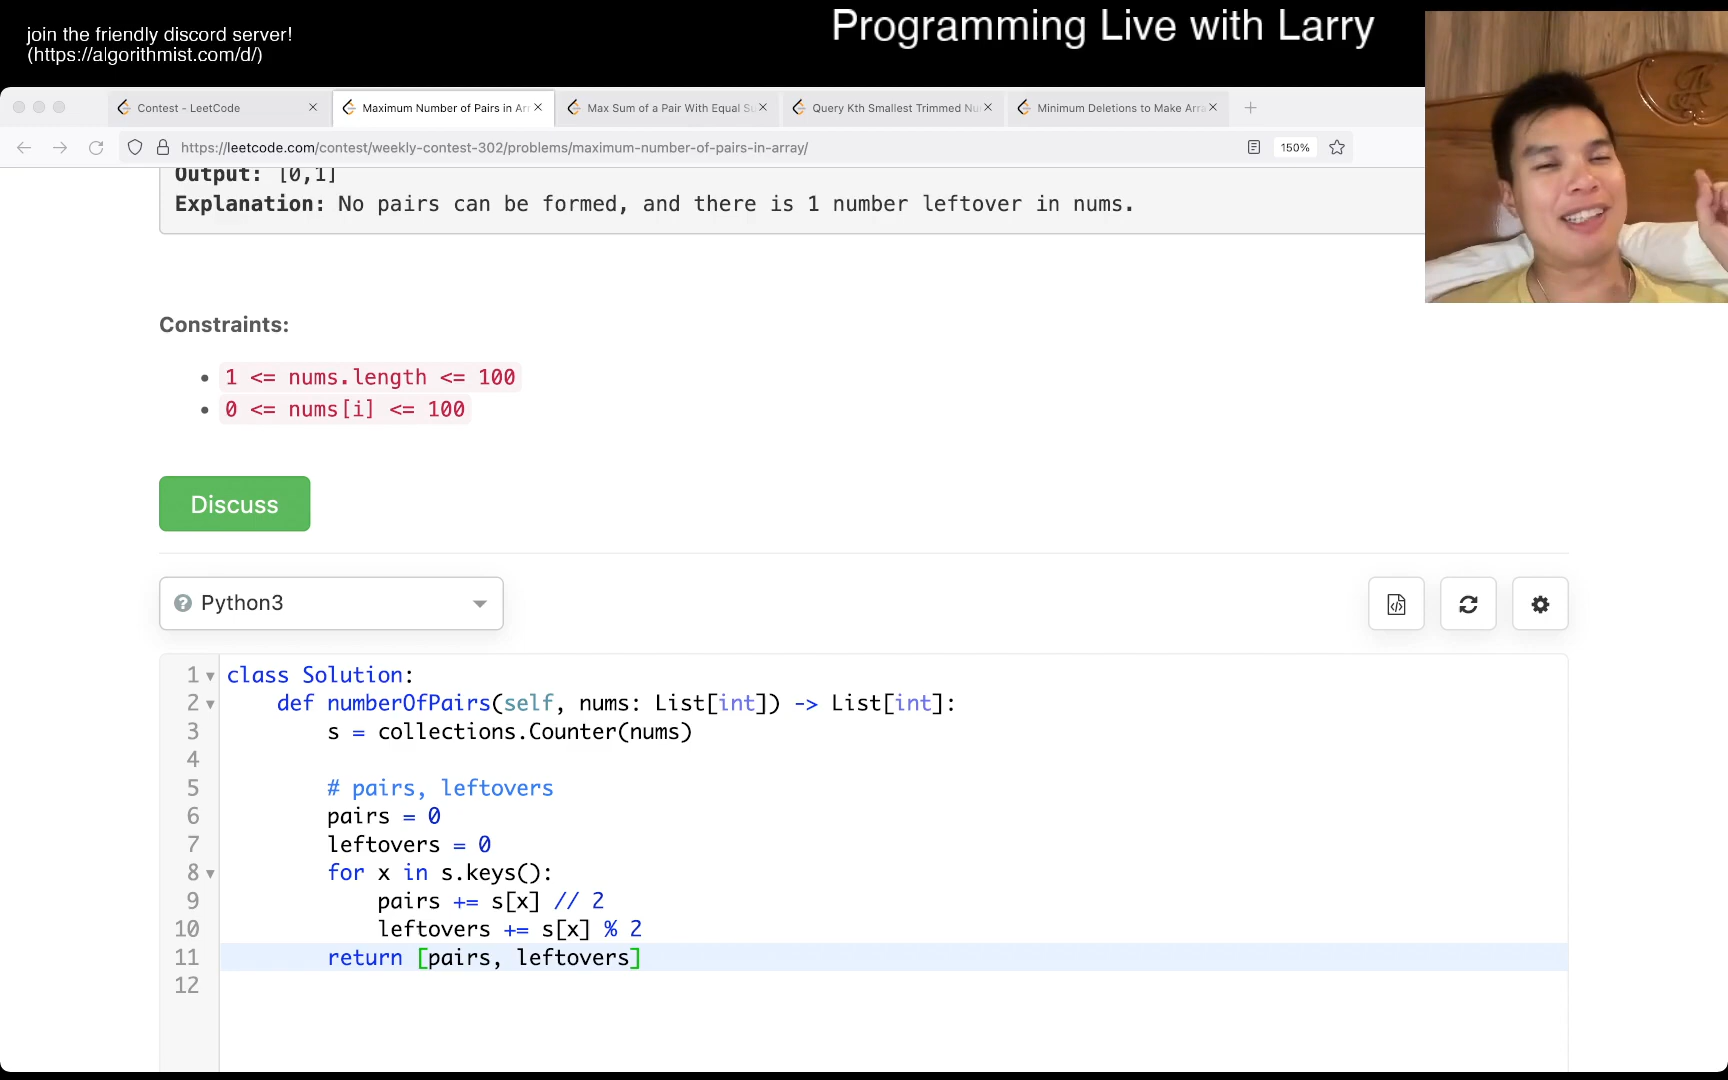 join the friendly discord server!
(https://algorithmist.com/d/)
Programming Live with Larry
Contest - LeetCode
Maximum Number of Pairs in Arr
Max Sum of a Pair With Equal Su
Query Kth Smallest Trimmed Nu
Minimum Deletions to Make Arra
https://leetcode.com/contest/weekly-contest-302/problems/maximum-number-of-pairs-in-array/
150%
Output: [0,1]
Explanation: No pairs can be formed, and there is 1 number leftover in nums.
Constraints:
• 1 <= nums.length <= 100
• 0 <= nums[i] <= 100
Discuss
Python3
1 class Solution:
2 def numberOfPairs(self, nums: List[int]) -> List[int]:
3 s = collections.Counter(nums)
4
5 # pairs, leftovers
6 pairs = 0
7 leftovers = 0
8 for x in s.keys():
9 pairs += s[x] // 2
10 leftovers += s[x] % 2
11 return [pairs, leftovers]
12